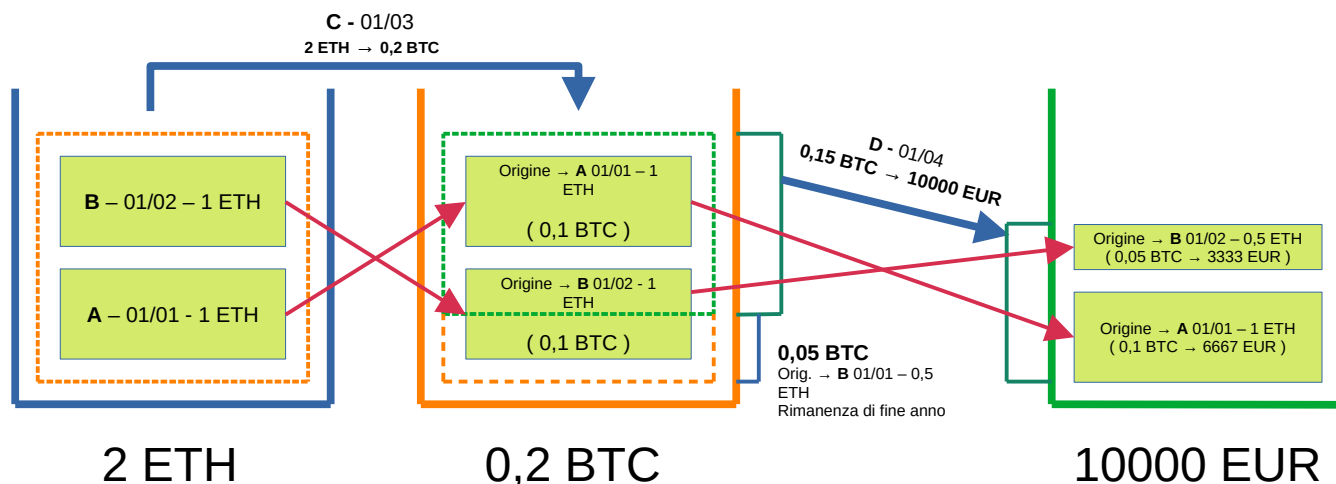 C - 01/03
2 ETH → 0,2 BTC
B – 01/02 – 1 ETH
A – 01/01 - 1 ETH
2 ETH
Origine → A 01/01 – 1
ETH
( 0,1 BTC )
Origine → B 01/02 - 1
ETH
( 0,1 BTC )
0,2 BTC
D - 01/04
0,15 BTC → 10000 EUR
0,05 BTC
Orig. → B 01/01 – 0,5
ETH
Rimanenza di fine anno
Origine → B 01/02 – 0,5 ETH
( 0,05 BTC → 3333 EUR )
Origine → A 01/01 – 1 ETH
( 0,1 BTC → 6667 EUR )
10000 EUR